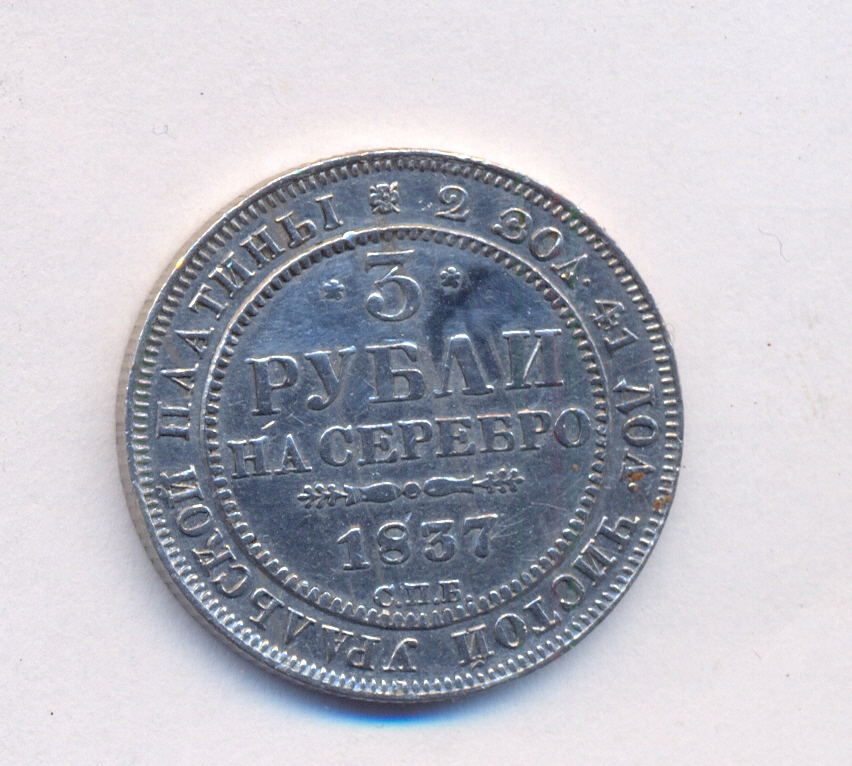 2 ЗОЛ. 41 ДОЛ. ЧИСТОЙ УРАЛЬСКОЙ ПЛАТИНЫ
3
РУБЛИ
НА СЕРЕБРО
1837
С.П.Б.